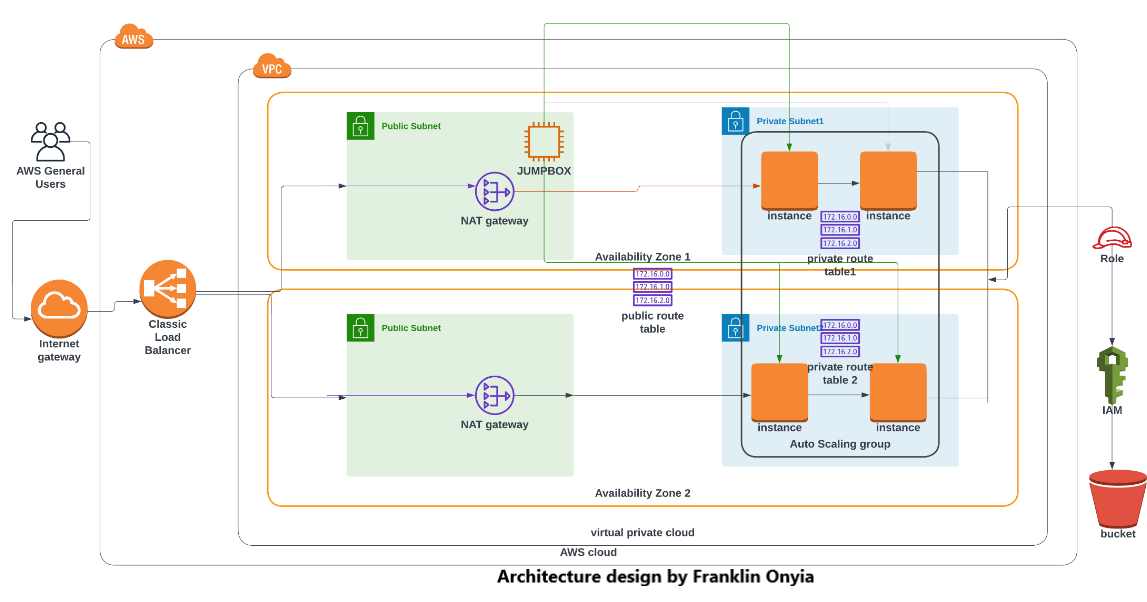 AWS
VPC
AWS General
Users
Public Subnet
JUMPBOX
NAT gateway
Private Subnet1
instance
instance
172.16.0.0
172.16.1.0
172.16.2.0
private route
table1
Availability Zone 1
172.16.0.0
172.16.1.0
172.16.2.0
public route
table
Internet
gateway
Classic
Load
Balancer
Public Subnet
NAT gateway
Private Subnet2
172.16.0.0
172.16.1.0
172.16.2.0
private route
table 2
instance
instance
Auto Scaling group
Availability Zone 2
Role
IAM
bucket
virtual private cloud
AWS cloud
Architecture design by Franklin Onyia